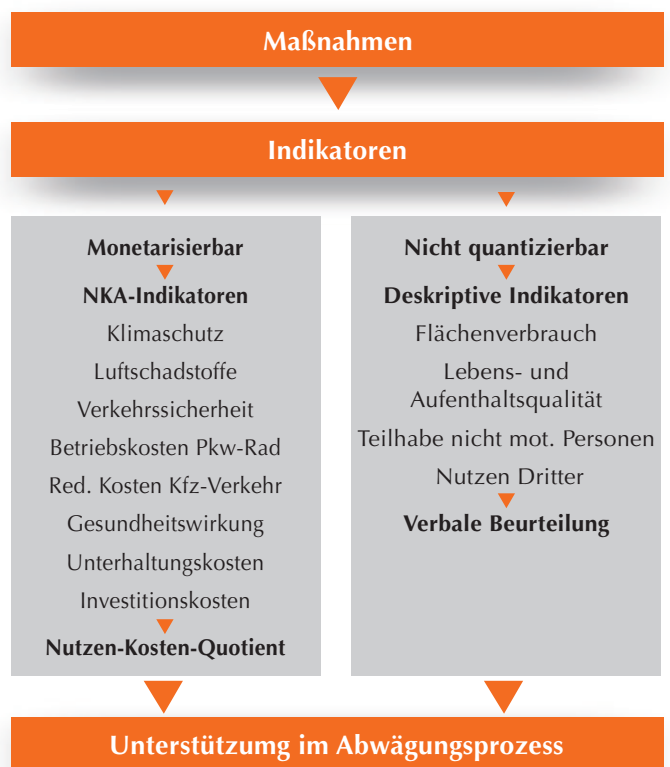 Maßnahmen
Indikatoren
Monetarisierbar
NKA-Indikatoren
Klimaschutz
Luftschadstoffe
Verkehrssicherheit
Betriebskosten Pkw-Rad
Red. Kosten Kfz-Verkehr
Gesundheitswirkung
Unterhaltungskosten
Investitionskosten
Nutzen-Kosten-Quotient
Nicht quantizierbar
Deskriptive Indikatoren
Flächenverbrauch
Lebens- und
Aufenthaltsqualität
Teilhabe nicht mot. Personen
Nutzen Dritter
Verbale Beurteilung
Unterstützumg im Abwägungsprozess